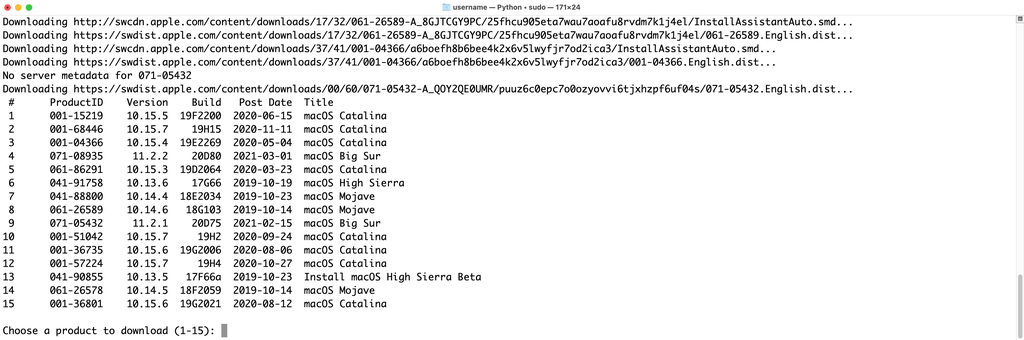 username — Python • sudo — 171×24
Downloading http://swcdn.apple.com/content/downloads/17/32/061-26589-A_8GJTCGY9PC/25fhcu905eta7wau7aoafu8rvdm7k1j4el/InstallAssistantAuto.smd...
Downloading https://swdist.apple.com/content/downloads/17/32/061-26589-A_8GJTCGY9PC/25fhcu905eta7wau7aoafu8rvdm7k1j4el/061-26589.English.dist...
Downloading http://swcdn.apple.com/content/downloads/37/41/001-04366/a6boefh8b6bee4k2x6v5lwyfjr7od2ica3/InstallAssistantAuto.smd...
Downloading https://swdist.apple.com/content/downloads/37/41/001-04366/a6boefh8b6bee4k2x6v5lwyfjr7od2ica3/001-04366.English.dist...
No server metadata for 071-05432
Downloading https://swdist.apple.com/content/downloads/00/60/071-05432-A_QOY2QE0UMR/puuz6c0epc7o0ozyovvi6tjxhzpf6uf04s/071-05432.English.dist...
# ProductID Version Build Post Date Title
1 001-15219 10.15.5 19F2200 2020-06-15 macOS Catalina
2 001-68446 10.15.7 19H15 2020-11-11 macOS Catalina
3 001-04366 10.15.4 19E2269 2020-05-04 macOS Catalina
4 071-08935 11.2.2 20D80 2021-03-01 macOS Big Sur
5 061-86291 10.15.3 19D2064 2020-03-23 macOS Catalina
6 041-91758 10.13.6 17G66 2019-10-19 macOS High Sierra
7 041-88800 10.14.4 18E2034 2019-10-23 macOS Mojave
8 061-26589 10.14.6 18G103 2019-10-14 macOS Mojave
9 071-05432 11.2.1 20D75 2021-02-15 macOS Big Sur
10 001-51042 10.15.7 19H2 2020-09-24 macOS Catalina
11 001-36735 10.15.6 19G2006 2020-08-06 macOS Catalina
12 001-57224 10.15.7 19H4 2020-10-27 macOS Catalina
13 041-90855 10.13.5 17F66a 2019-10-23 Install macOS High Sierra Beta
14 061-26578 10.14.5 18F2059 2019-10-14 macOS Mojave
15 001-36801 10.15.6 19G2021 2020-08-12 macOS Catalina
Choose a product to download (1-15):